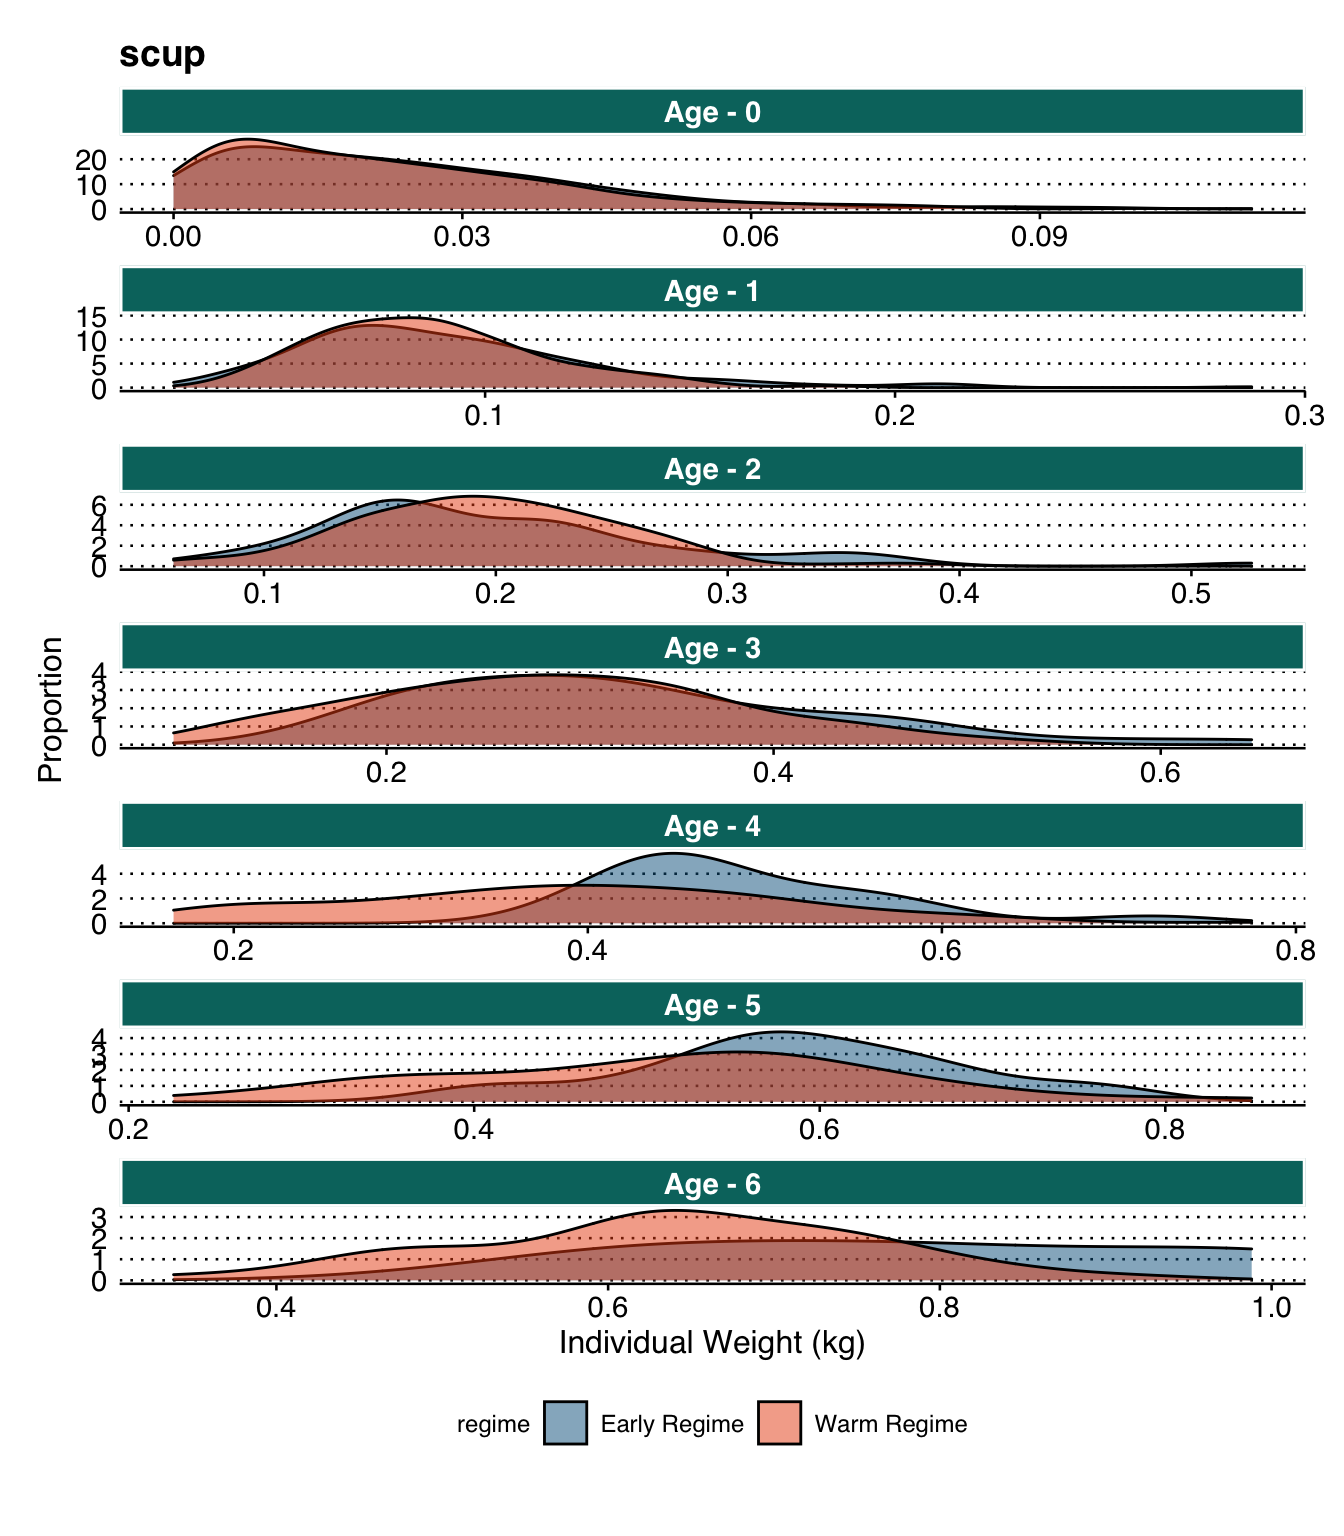 scup
Age - 0
20
10
0
0.00 0.03 0.06 0.09
Age - 1
15
10
5
0
0.1 0.2 0.3
Age - 2
6
4
2
0
0.1 0.2 0.3 0.4 0.5
Proportion
Age - 3
4
3
2
1
0
0.2 0.4 0.6
Age - 4
4
2
0
0.2 0.4 0.6 0.8
Age - 5
4
3
2
1
0
0.2 0.4 0.6 0.8
Age - 6
3
2
1
0
0.4 0.6 0.8 1.0
Individual Weight (kg)
regime Early Regime Warm Regime